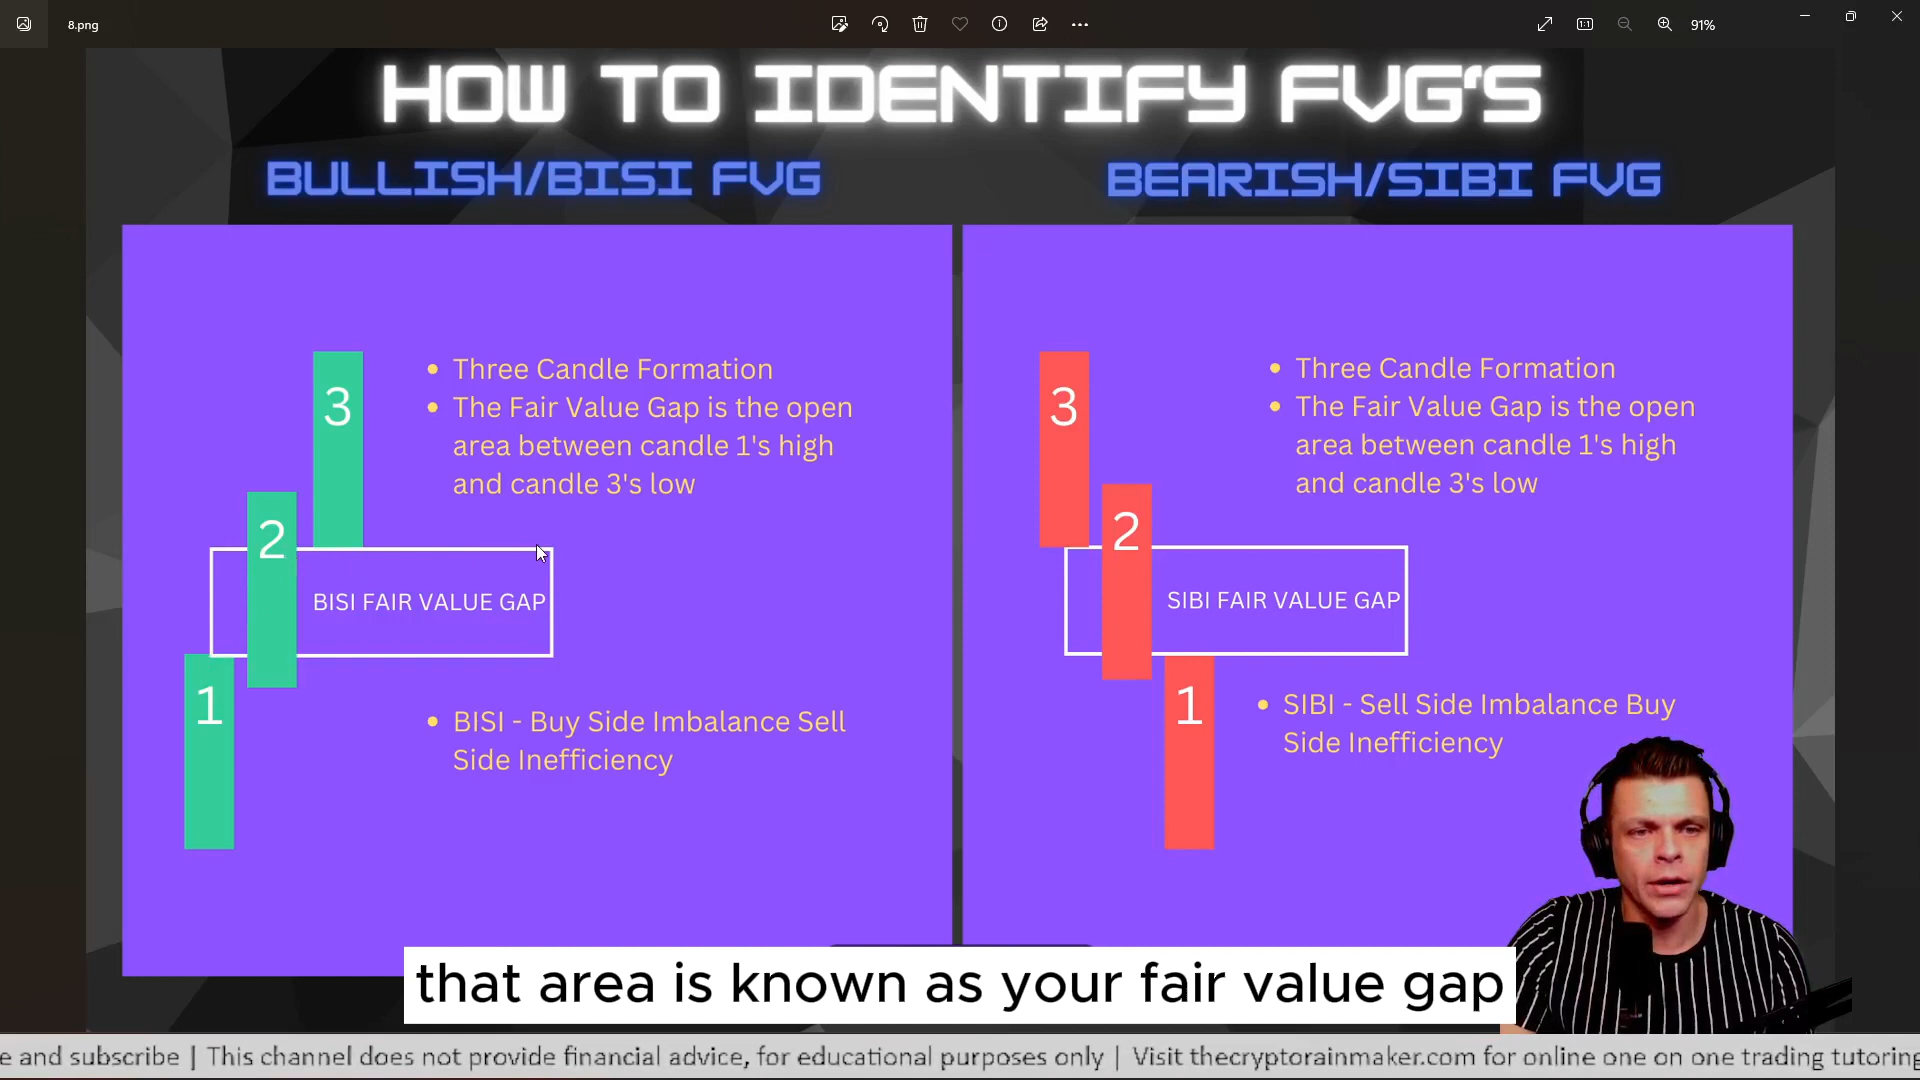 8.png
91%
HOW TO IDENTIFY FVG'S
BULLISH/BISI FVG
3
2
1
• Three Candle Formation
• The Fair Value Gap is the open
area between candle 1's high
and candle 3's low
BISI FAIR VALUE GAP
• BISI - Buy Side Imbalance Sell
Side Inefficiency
BEARISH/SIBI FVG
3
2
1
• Three Candle Formation
• The Fair Value Gap is the open
area between candle 1's high
and candle 3's low
SIBI FAIR VALUE GAP
• SIBI - Sell Side Imbalance Buy
Side Inefficiency
that area is known as your fair value gap
e and subscribe | This channel does not provide financial advice, for educational purposes only | Visit thecryptorainmaker.com for online one on one trading tutoring